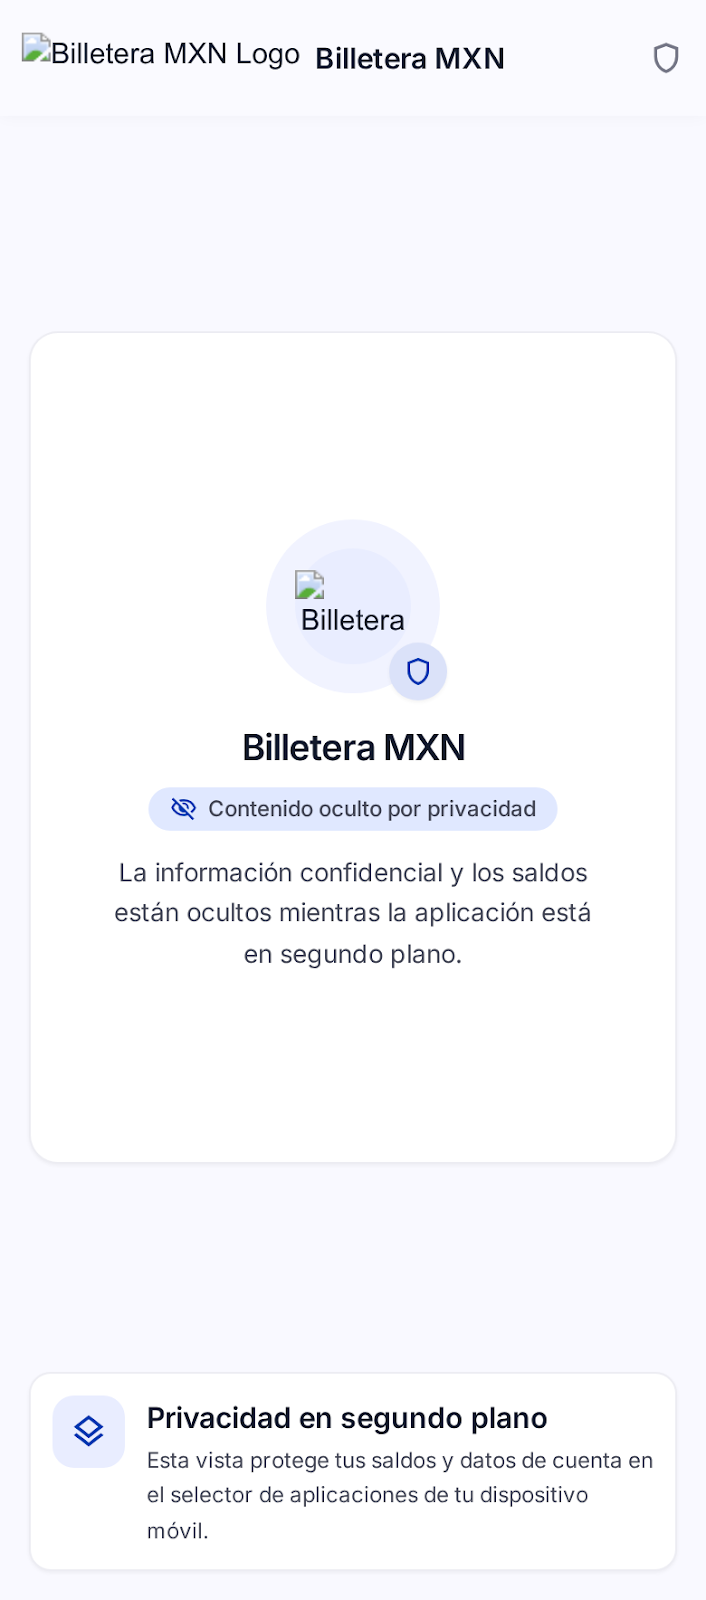 Billetera MXN Logo Billetera MXN
Billetera
Billetera MXN
Contenido oculto por privacidad
La información confidencial y los saldos
están ocultos mientras la aplicación está
en segundo plano.
Privacidad en segundo plano
Esta vista protege tus saldos y datos de cuenta en
el selector de aplicaciones de tu dispositivo
móvil.